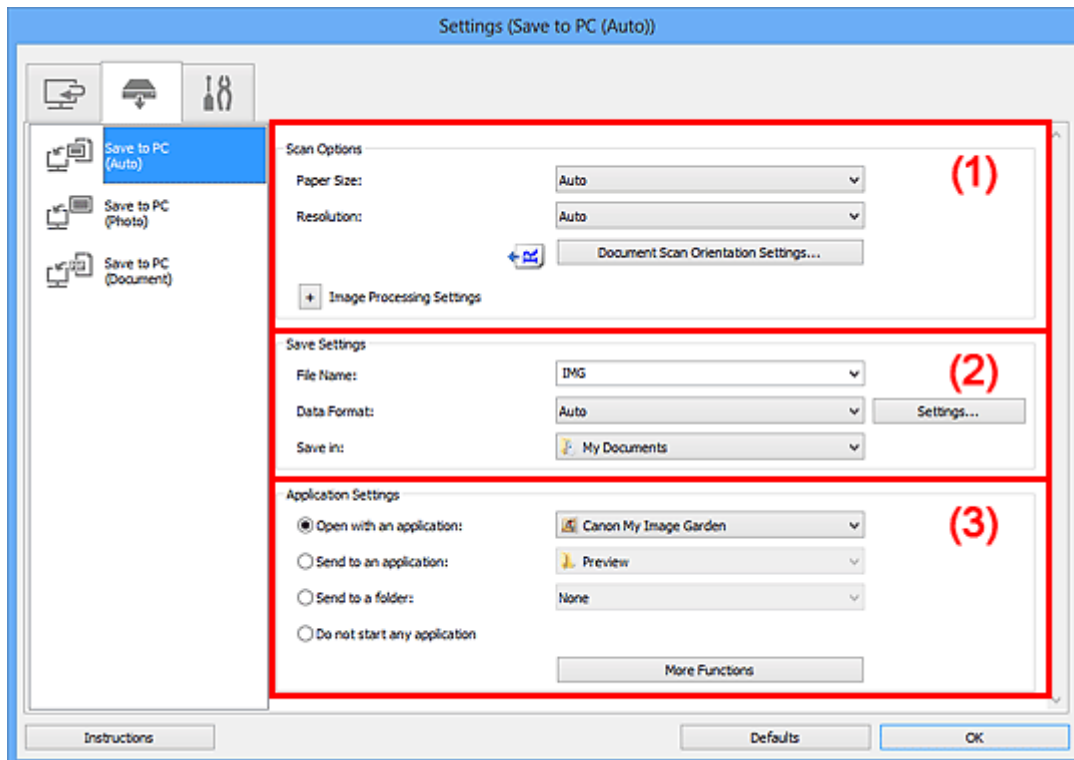 Settings (Save to PC (Auto))
Save to PC
(Auto)
Save to PC
(Photo)
Save to PC
(Document)
Scan Options
(1)
Paper Size: Auto
Resolution: Auto
Document Scan Orientation Settings...
+ Image Processing Settings
Save Settings
(2)
File Name: IMG
Data Format: Auto Settings...
Save in: My Documents
Application Settings
(3)
Open with an application: Canon My Image Garden
Send to an application: Preview
Send to a folder: None
Do not start any application
More Functions
Instructions Defaults OK